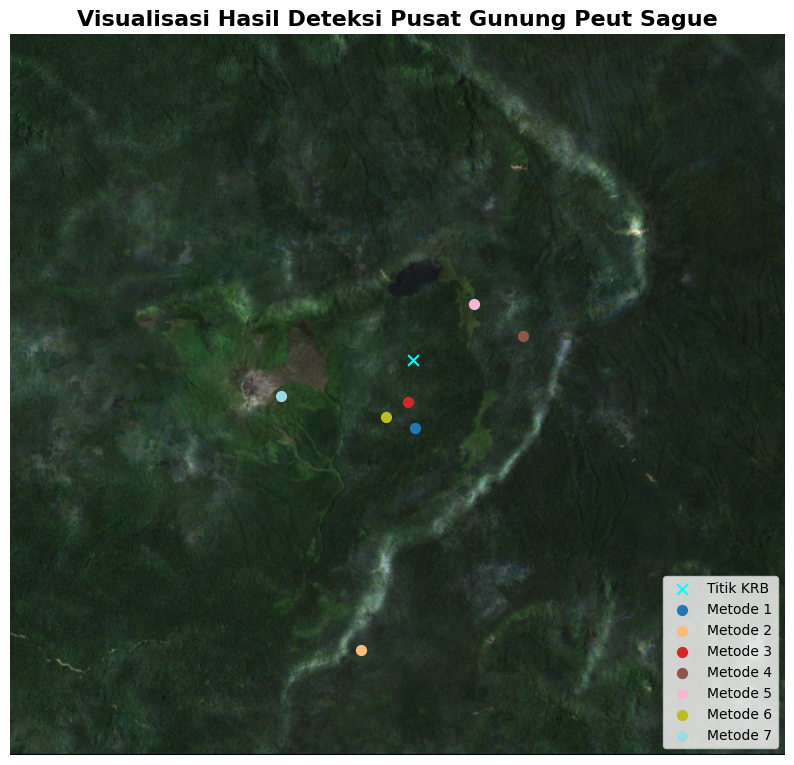 Visualisasi Hasil Deteksi Pusat Gunung Peut Sague
Titik KRB
Metode 1
Metode 2
Metode 3
Metode 4
Metode 5
Metode 6
Metode 7